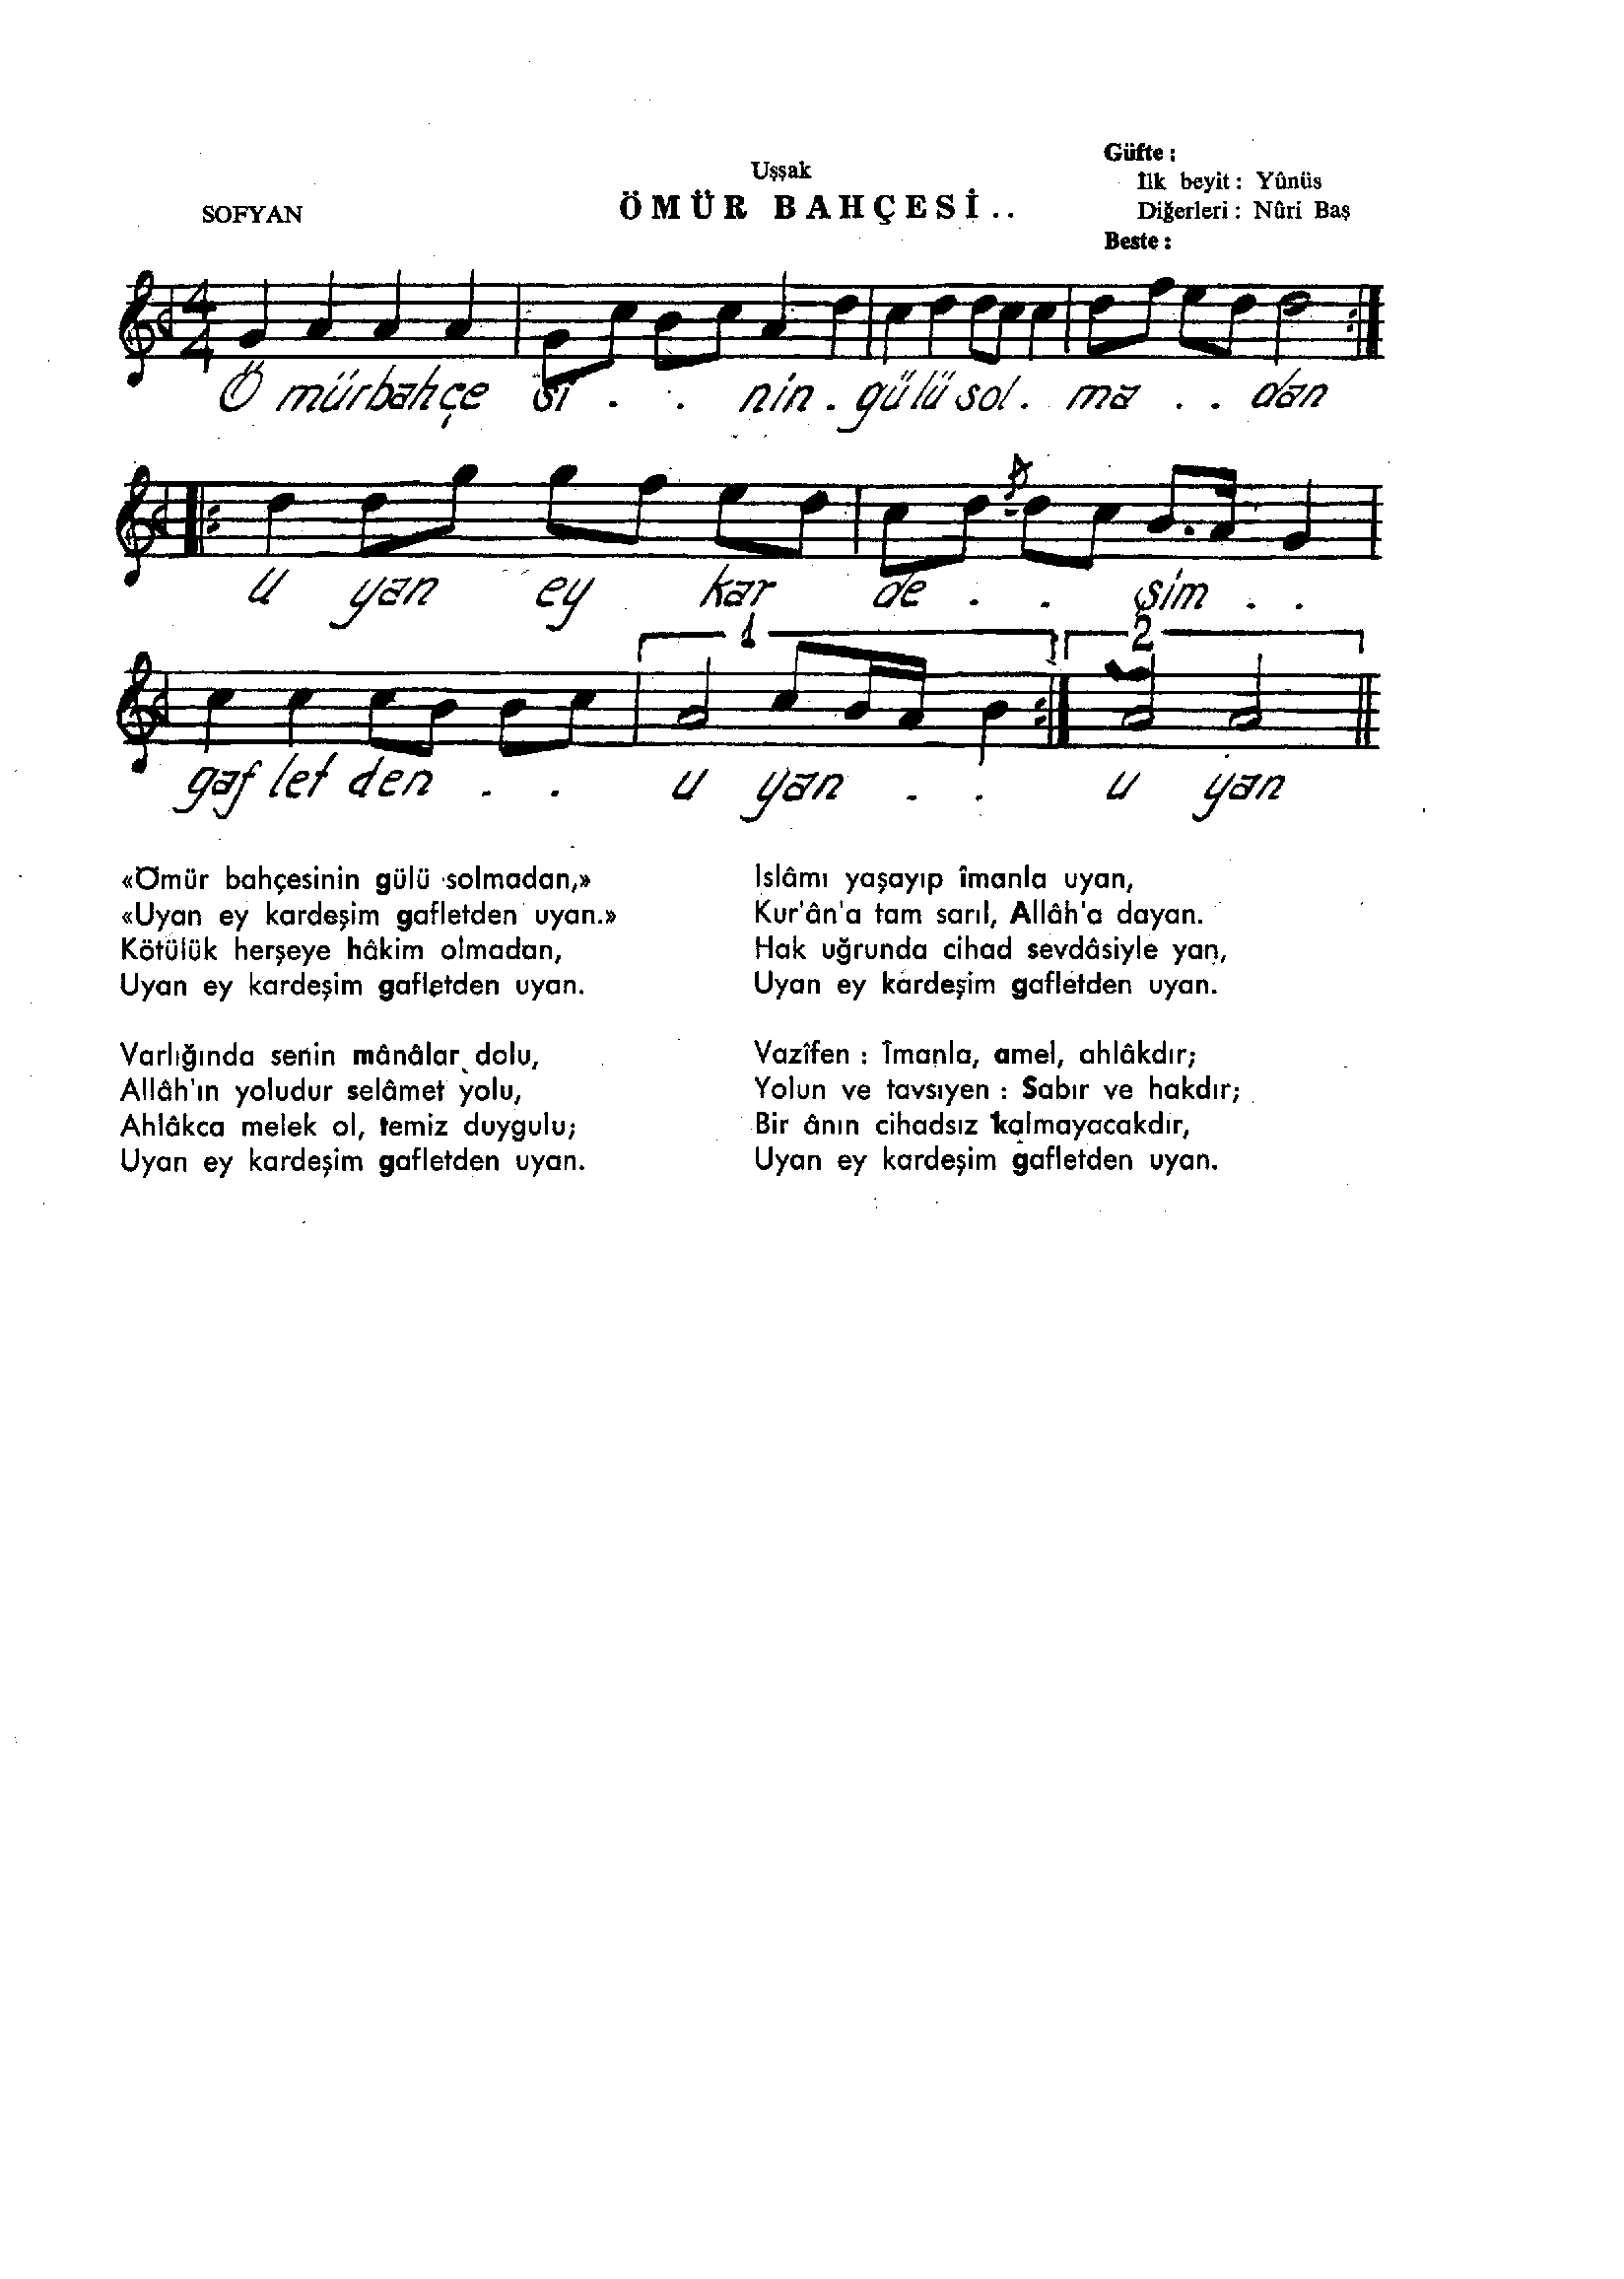 Uşşak
SOFYAN
ÖMÜR BAHÇESİ..
Güfte :
İlk beyit : Yûnüs
Diğerleri : Nûri Baş
Beste :
4
4
Ö mürbahçe si . . nin . gülü sol . ma . . dan
u yan ey kar de . . şim . .
1 2
gaf let den . . u yan . . u yan
«Ömür bahçesinin gülü solmadan,»
«Uyan ey kardeşim gafletden uyan.»
Kötülük herşeye hâkim olmadan,
Uyan ey kardeşim gafletden uyan.
Varlığında senin mânâlar dolu,
Allâh'ın yoludur selâmet yolu,
Ahlâkca melek ol, temiz duygulu;
Uyan ey kardeşim gafletden uyan.
Islâmı yaşayıp îmanla uyan,
Kur'ân'a tam sarıl, Allâh'a dayan.
Hak uğrunda cihad sevdâsiyle yan,
Uyan ey kardeşim gafletden uyan.
Vazîfen : Îmanla, amel, ahlâkdır;
Yolun ve tavsıyen : Sabır ve hakdır;
Bir ânın cihadsız kalmayacakdır,
Uyan ey kardeşim gafletden uyan.